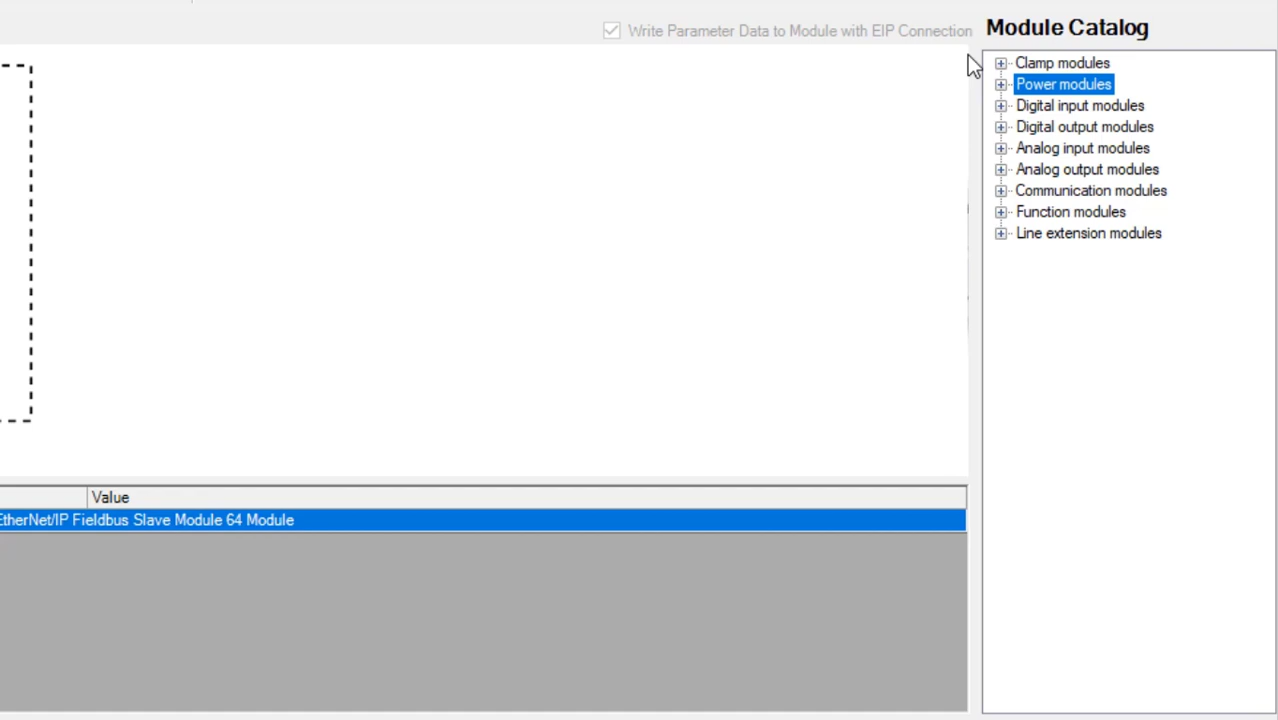 Write Parameter Data to Module with EIP Connection
Module Catalog
Clamp modules
Power modules
Digital input modules
Digital output modules
Analog input modules
Analog output modules
Communication modules
Function modules
Line extension modules
Value
EtherNet/IP Fieldbus Slave Module 64 Module